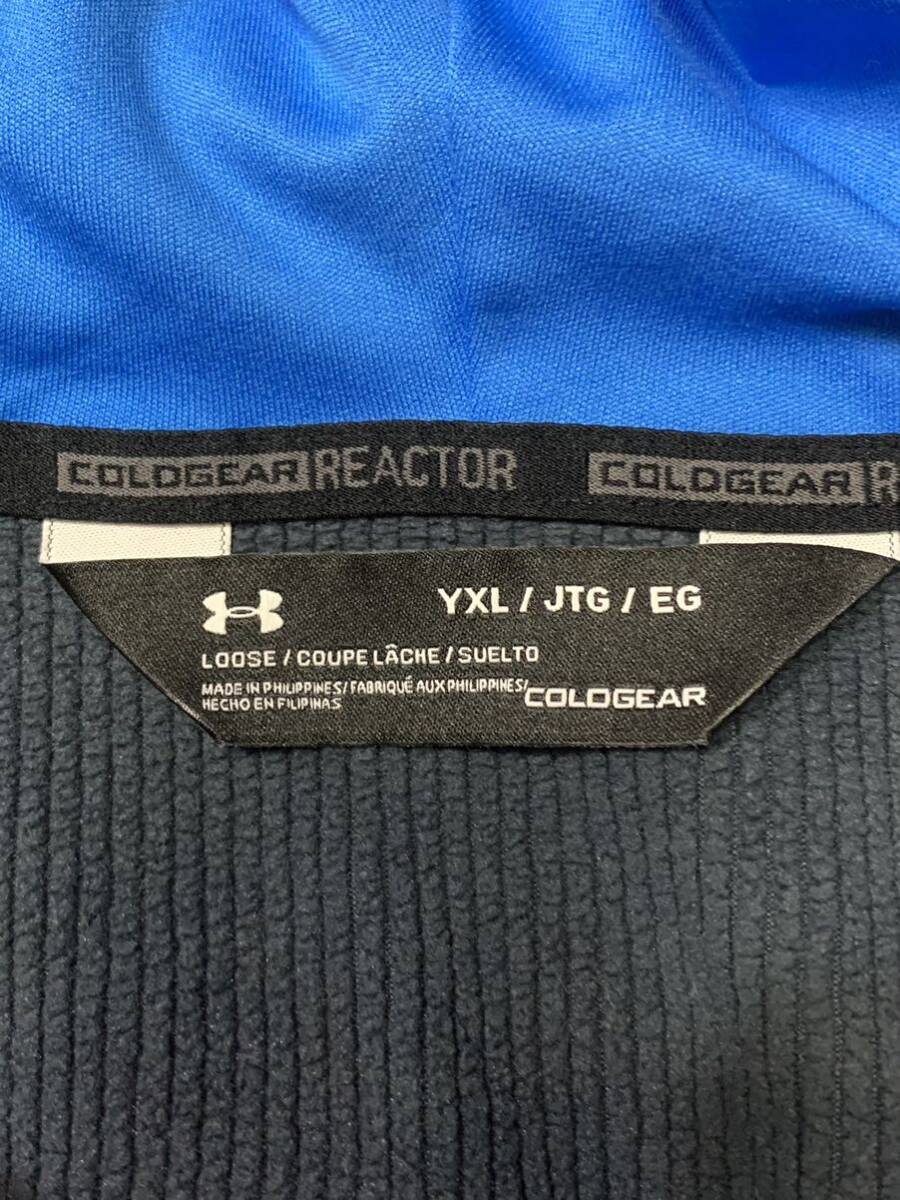 COLDGEAR REACTOR COLDGEAR R
YXL / JTG / EG
LOOSE / COUPE LÂCHE / SUELTO
MADE IN PHILIPPINES / FABRIQUÉ AUX PHILIPPINES /
HECHO EN FILIPINAS
COLDGEAR